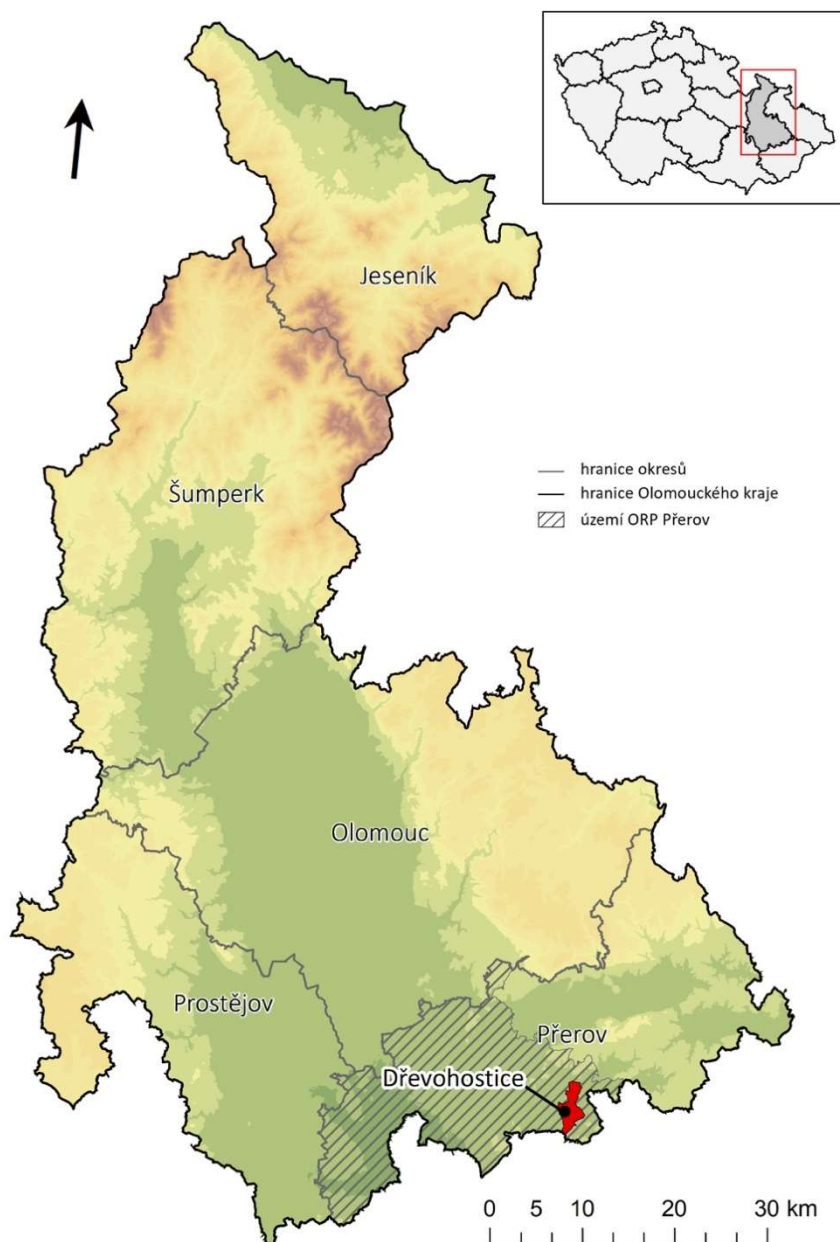 Jeseník
Šumperk
hranice okresů
hranice Olomouckého kraje
území ORP Přerov
Olomouc
Prostějov
Přerov
Dřevohostice
0 5 10 20 30 km